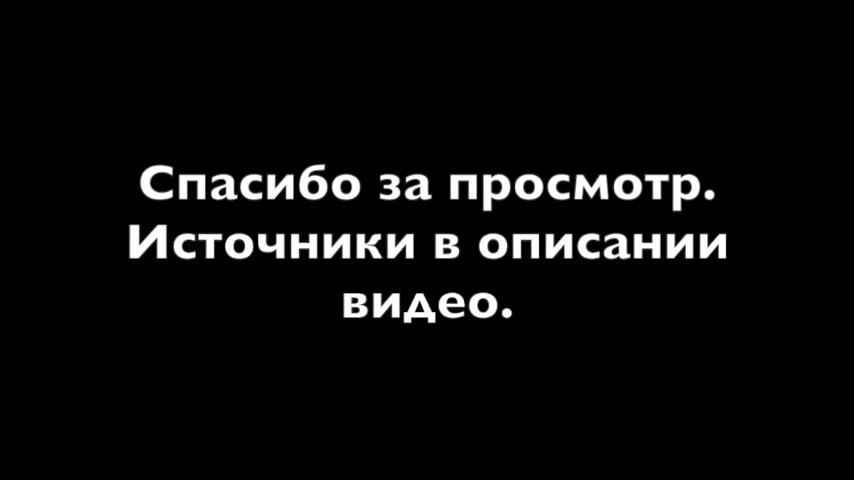 Спасибо за просмотр.
Источники в описании
видео.